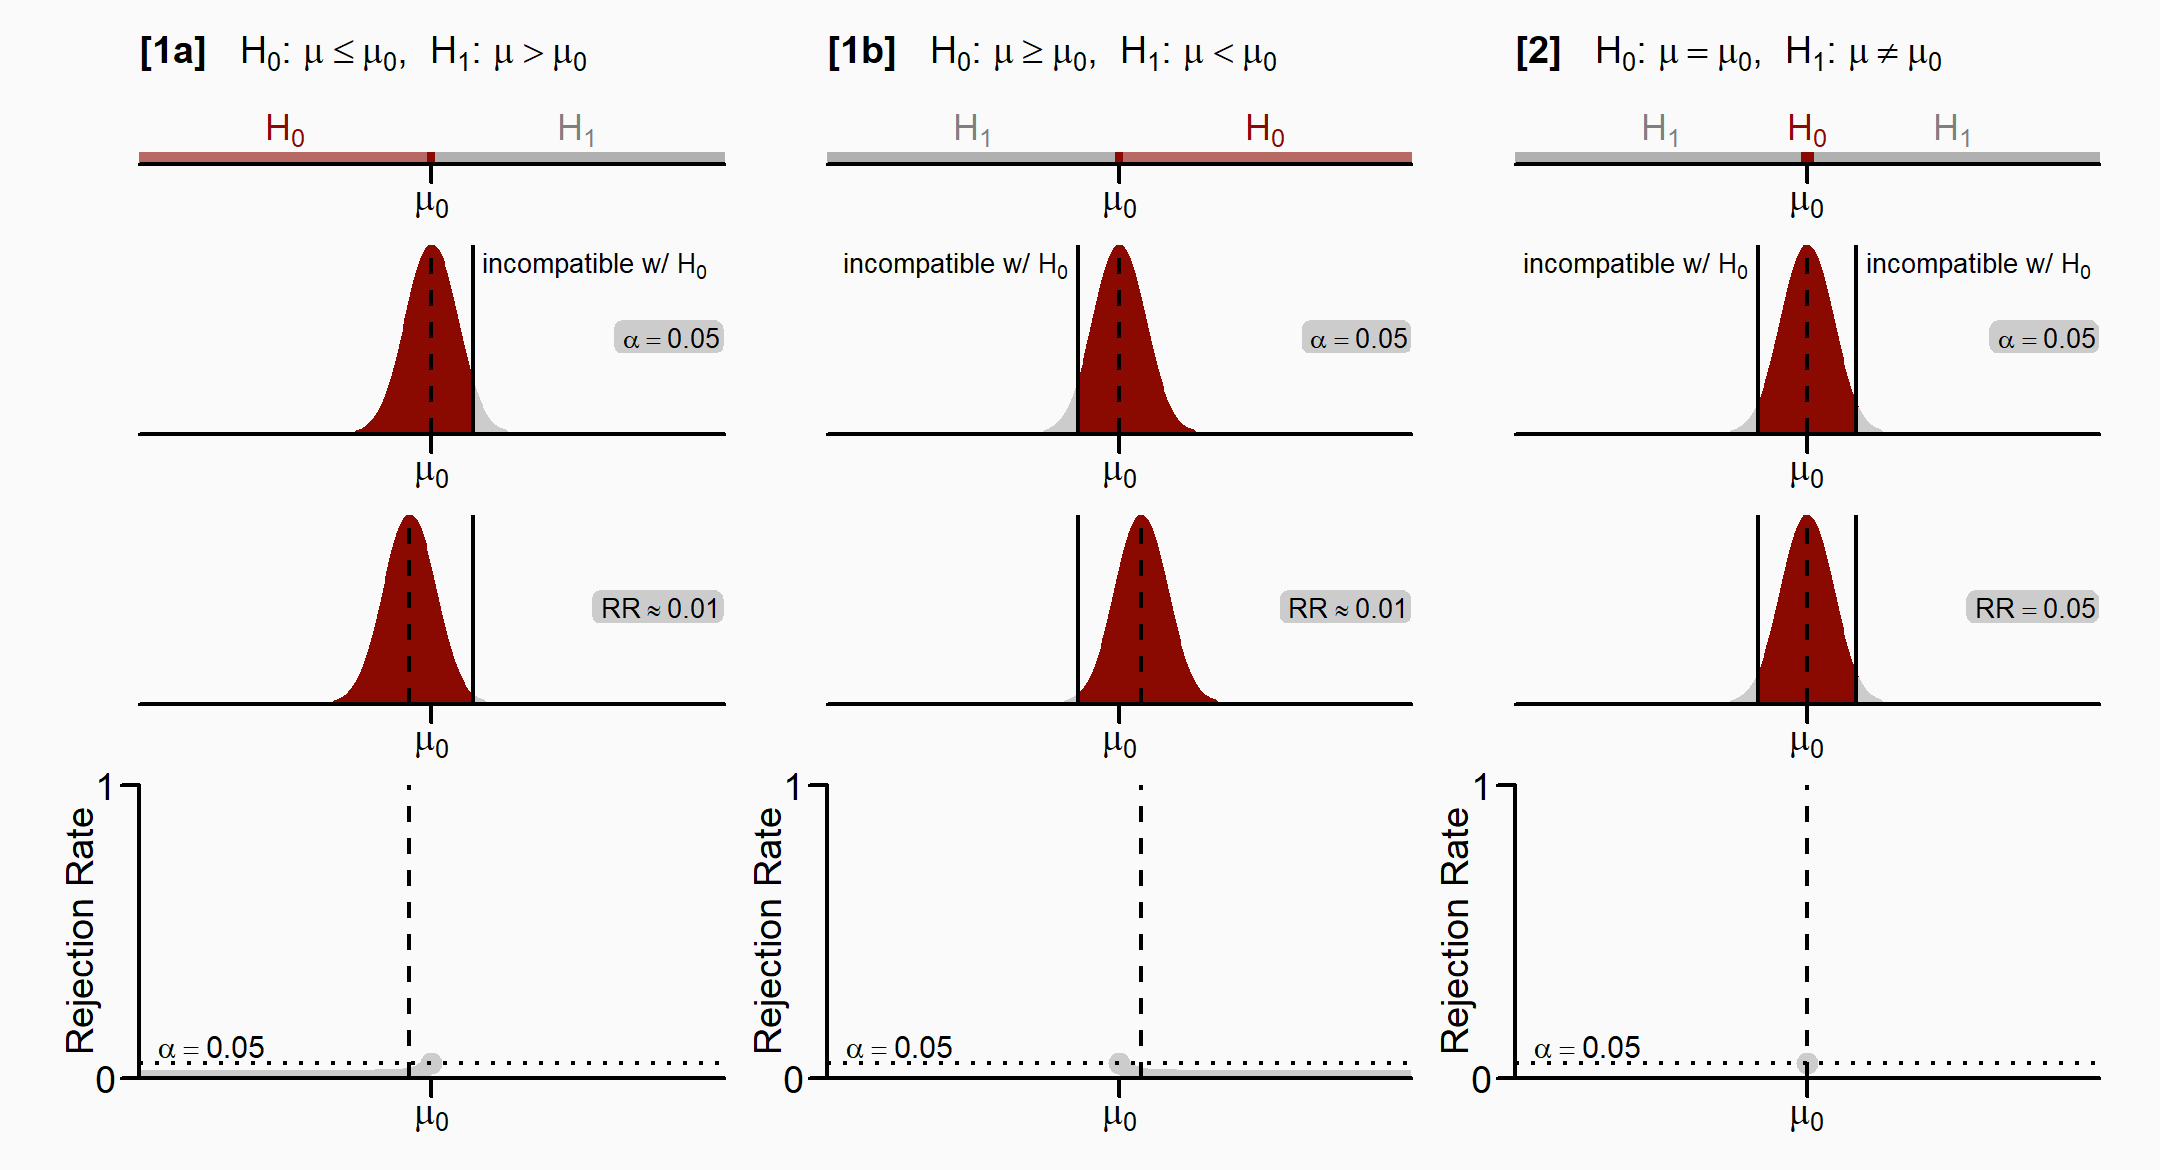 [1a] H₀: μ ≤ μ₀, H₁: μ > μ₀
H₀ H₁
μ₀
incompatible w/ H₀
α = 0.05
μ₀
RR ≈ 0.01
μ₀
1
Rejection Rate
α = 0.05
0
μ₀
[1b] H₀: μ ≥ μ₀, H₁: μ < μ₀
H₁ H₀
μ₀
incompatible w/ H₀
α = 0.05
μ₀
RR ≈ 0.01
μ₀
1
Rejection Rate
α = 0.05
0
μ₀
[2] H₀: μ = μ₀, H₁: μ ≠ μ₀
H₁ H₀ H₁
μ₀
incompatible w/ H₀ incompatible w/ H₀
α = 0.05
μ₀
RR = 0.05
μ₀
1
Rejection Rate
α = 0.05
0
μ₀